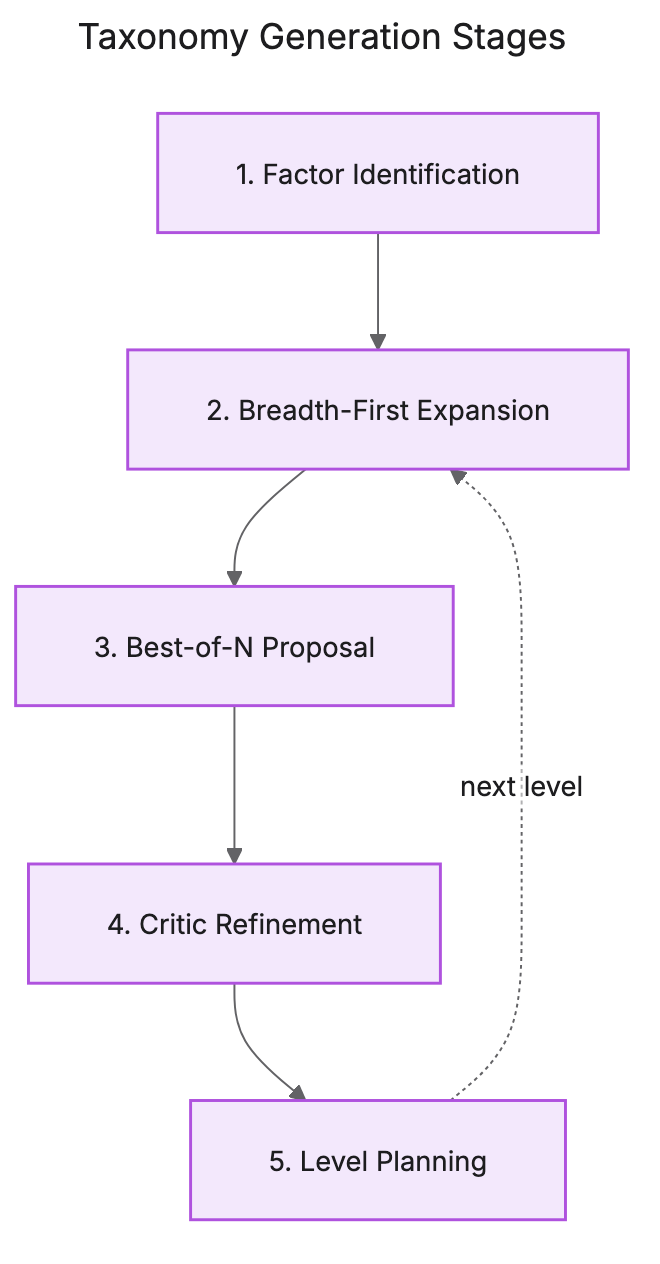 Taxonomy Generation Stages
1. Factor Identification
2. Breadth-First Expansion
3. Best-of-N Proposal
next level
4. Critic Refinement
5. Level Planning